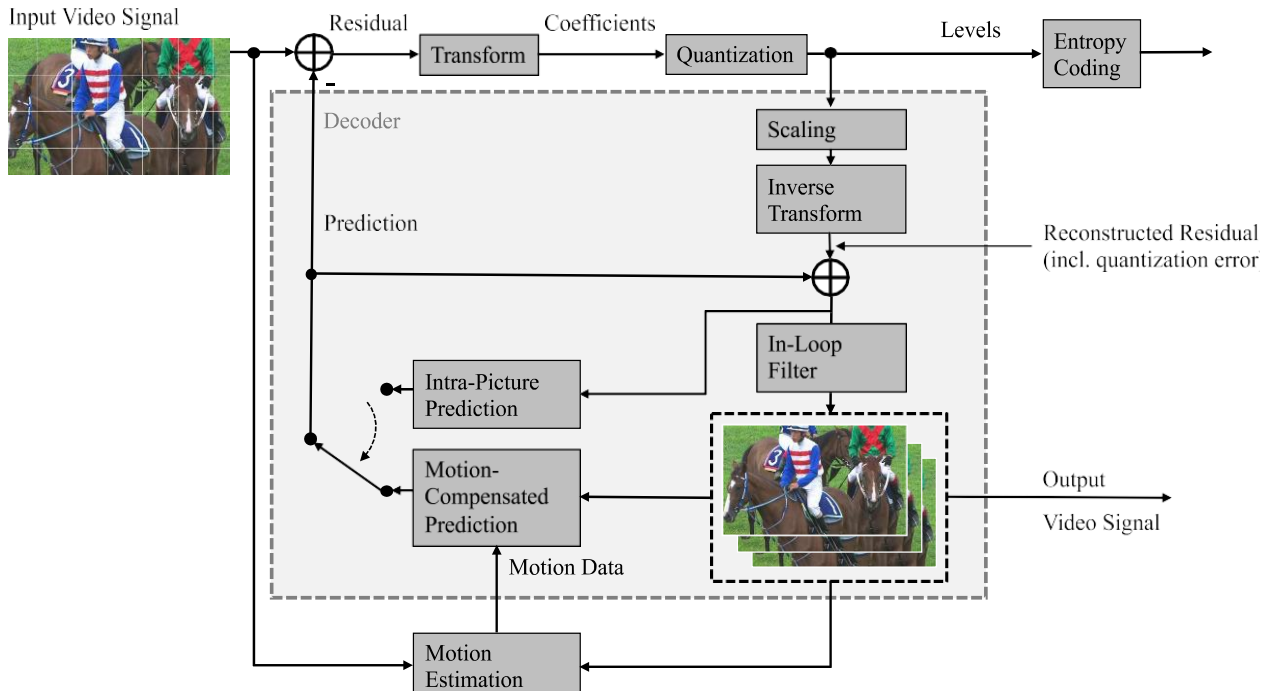 Input Video Signal
Residual
Coefficients
Levels
Transform
Quantization
Entropy
Coding
-
Decoder
Scaling
Inverse
Transform
Prediction
Reconstructed Residual
(incl. quantization error)
In-Loop
Filter
Intra-Picture
Prediction
Motion-
Compensated
Prediction
Output
Video Signal
Motion Data
Motion
Estimation
3
1
3